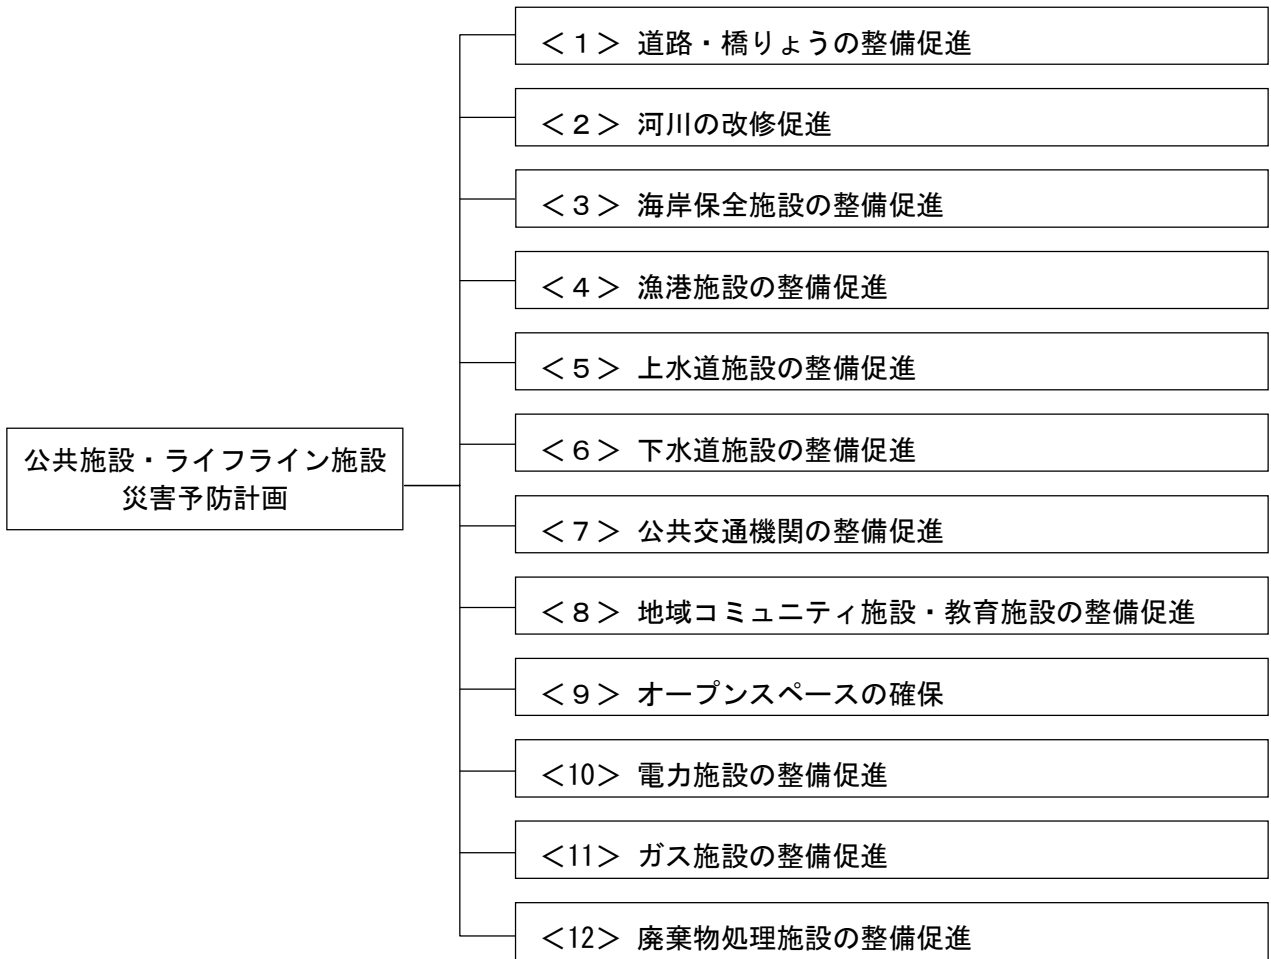 公共施設・ライフライン施設
災害予防計画
＜１＞ 道路・橋りょうの整備促進
＜２＞ 河川の改修促進
＜３＞ 海岸保全施設の整備促進
＜４＞ 漁港施設の整備促進
＜５＞ 上水道施設の整備促進
＜６＞ 下水道施設の整備促進
＜７＞ 公共交通機関の整備促進
＜８＞ 地域コミュニティ施設・教育施設の整備促進
＜９＞ オープンスペースの確保
＜10＞ 電力施設の整備促進
＜11＞ ガス施設の整備促進
＜12＞ 廃棄物処理施設の整備促進